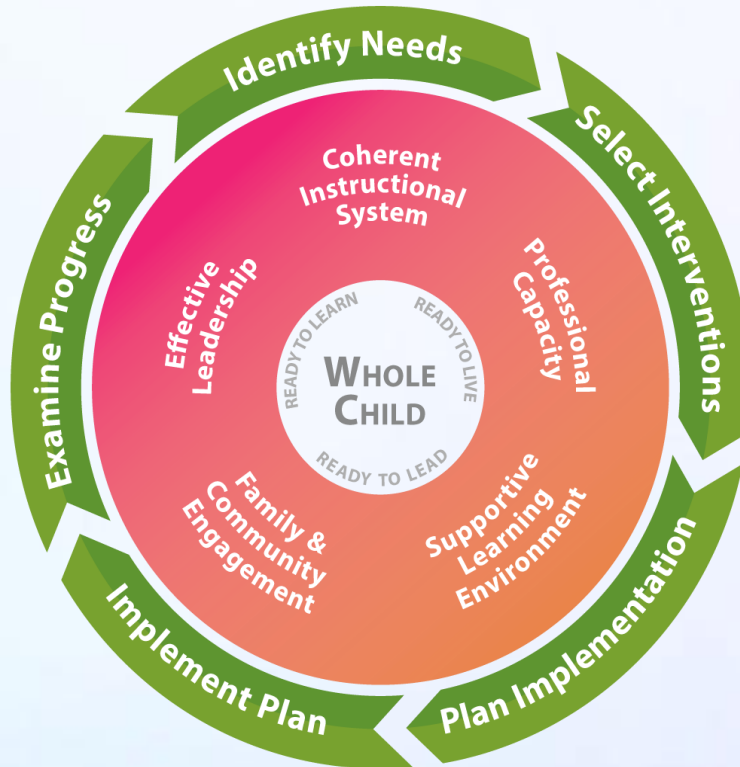 Identify Needs
Select Interventions
Plan Implementation
Implement Plan
Examine Progress
Coherent
Instructional
System
Professional
Capacity
Supportive
Learning
Environment
Family &
Community
Engagement
Effective
Leadership
READY TO LEARN
READY TO LIVE
WHOLE
CHILD
READY TO LEAD